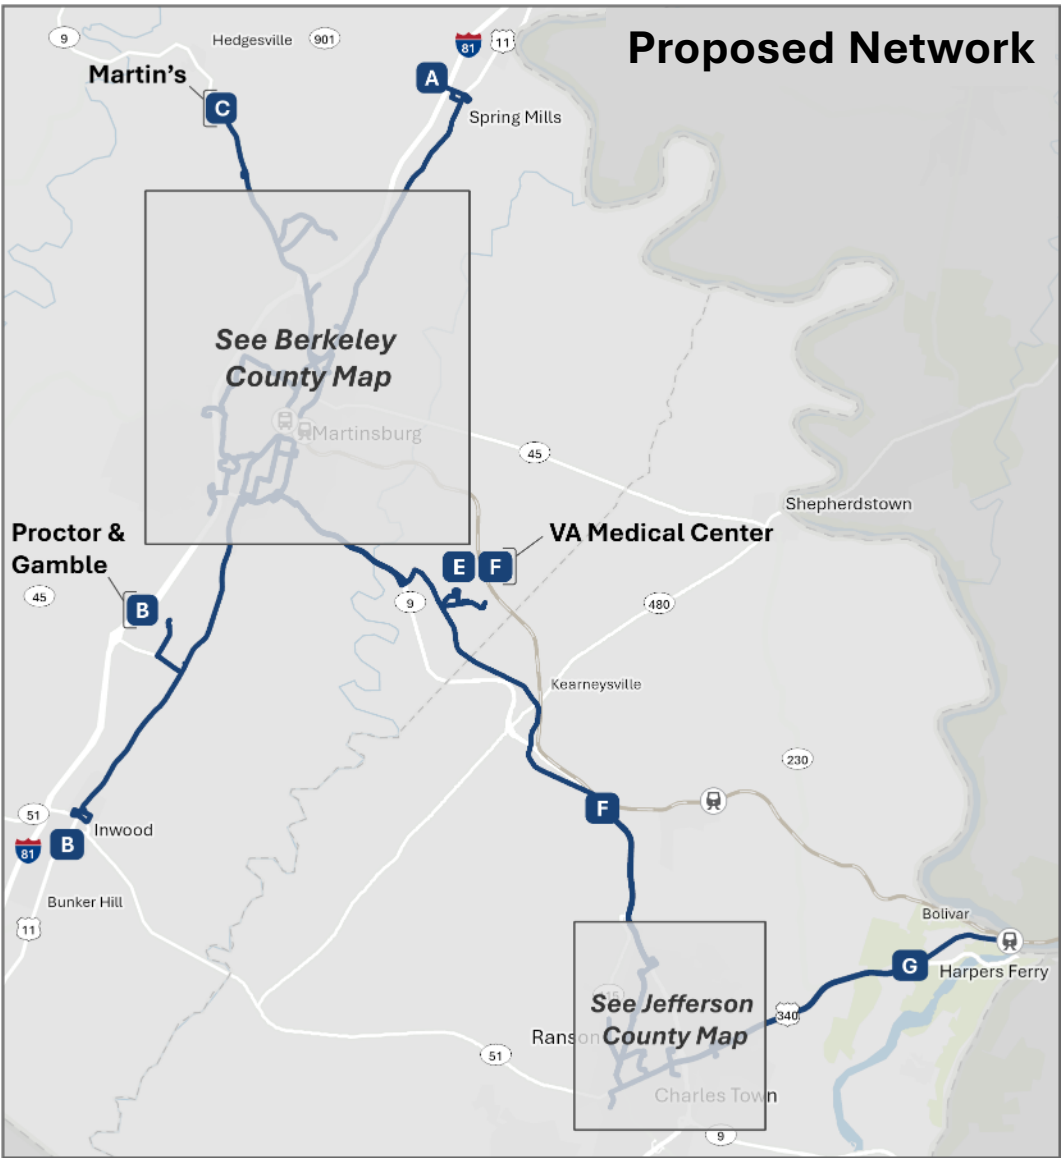 Proposed Network
9
Hedgesville
901
81
11
Martin's
A
C
Spring Mills
See Berkeley
County Map
Martinsburg
45
Shepherdstown
Proctor &
Gamble
VA Medical Center
E
F
45
B
9
480
Kearneysville
230
51
F
Inwood
81
B
Bunker Hill
11
Bolivar
G
Harpers Ferry
115
See Jefferson
County Map
340
Ranson
51
Charles Town
9